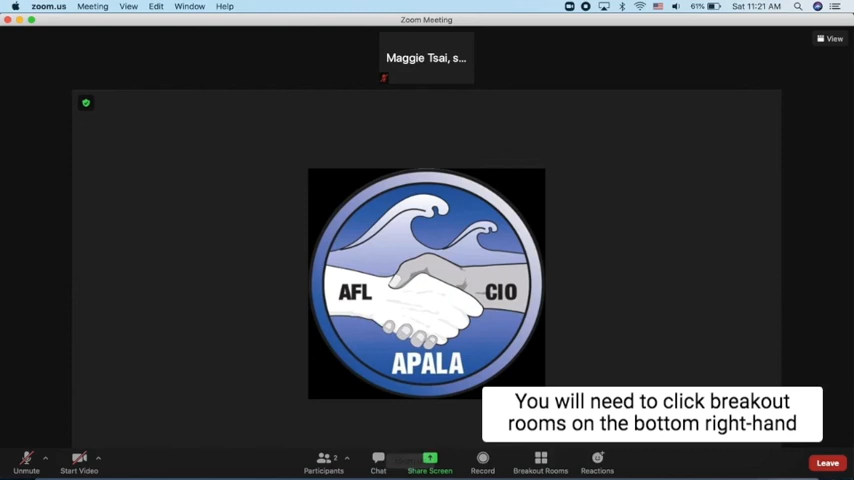 zoom.us Meeting View Edit Window Help
61% Sat 11:21 AM
Zoom Meeting
View
Maggie Tsai, s...
AFL CIO
APALA
You will need to click breakout
rooms on the bottom right-hand
2
Unmute Start Video Participants Chat Share Screen Record Breakout Rooms Reactions Leave